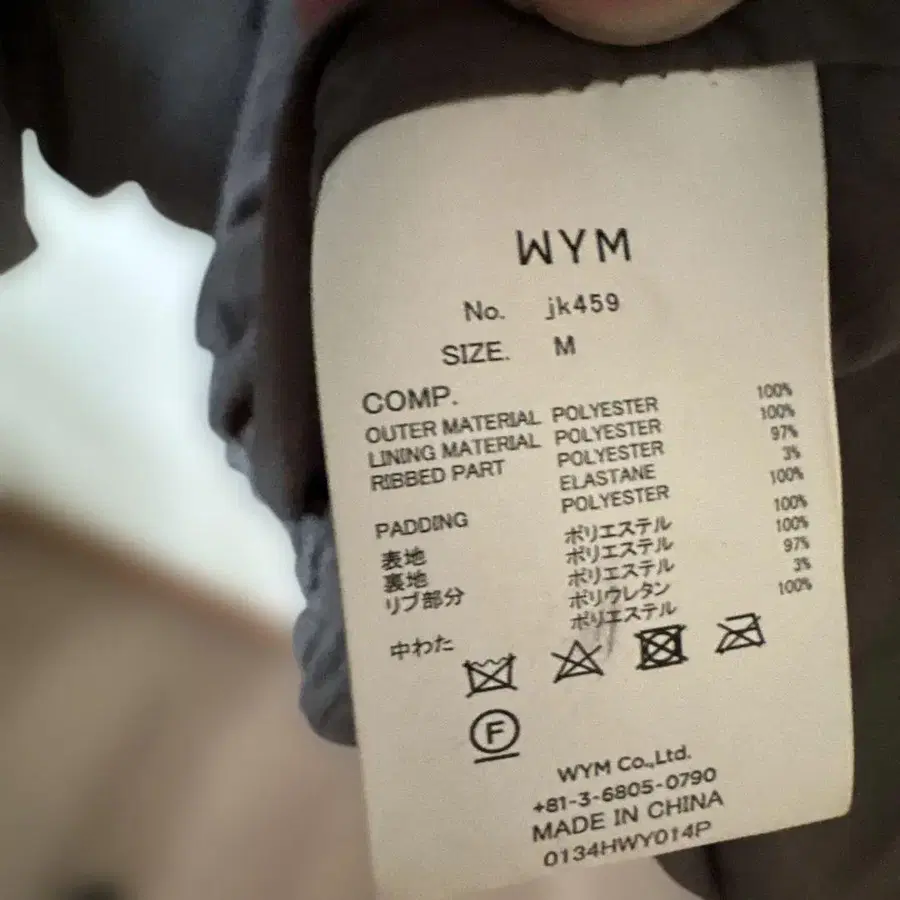 WYM
No. jk459
SIZE. M
COMP.
OUTER MATERIAL POLYESTER 100%
LINING MATERIAL POLYESTER 100%
RIBBED PART POLYESTER 97%
ELASTANE 3%
PADDING POLYESTER 100%
表地 ポリエステル 100%
裏地 ポリエステル 100%
リブ部分 ポリエステル 97%
ポリウレタン 3%
中わた ポリエステル 100%
F
WYM Co.,Ltd.
+81-3-6805-0790
MADE IN CHINA
0134HWY014P